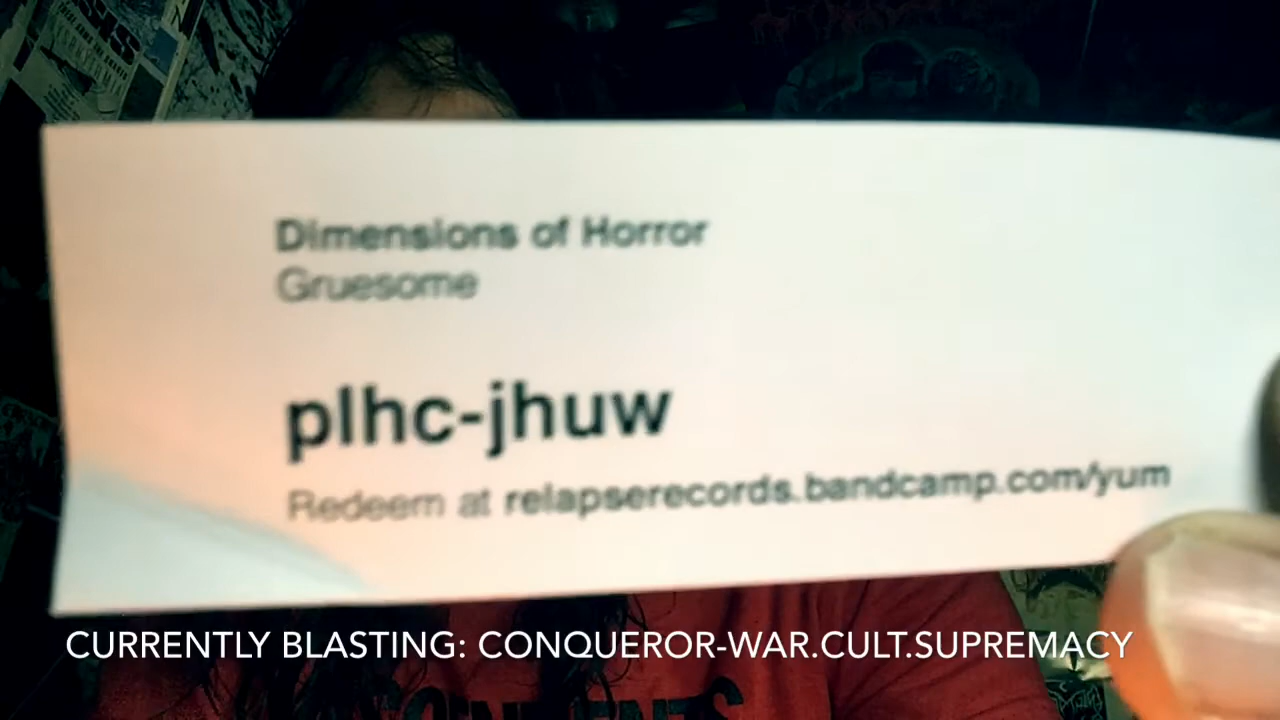 Dimensions of Horror
Gruesome
plhc-jhuw
Redeem at relapserecords.bandcamp.com/yum
CURRENTLY BLASTING: CONQUEROR-WAR.CULT.SUPREMACY